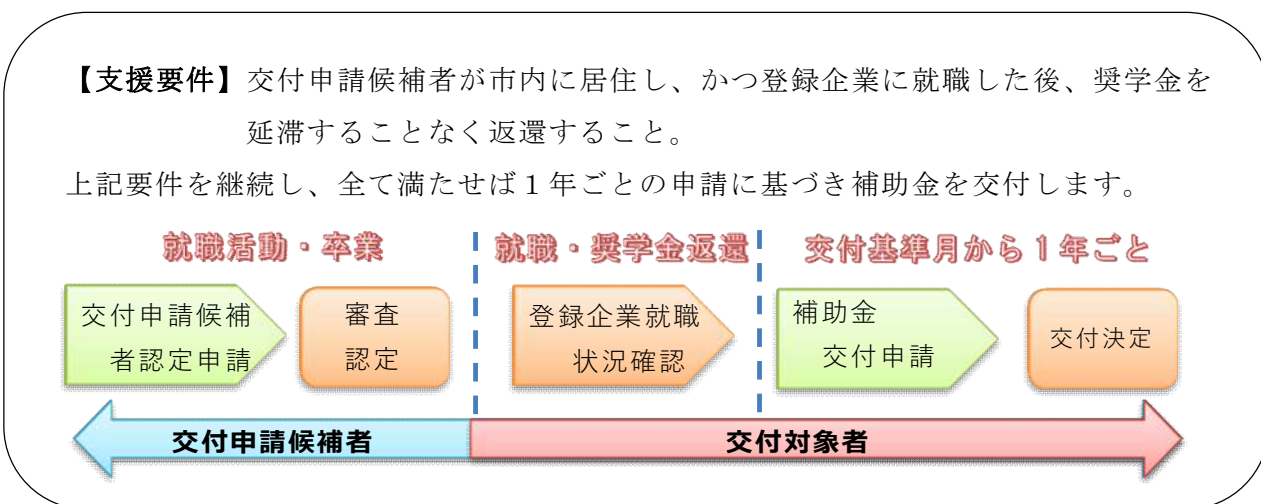 【支援要件】交付申請候補者が市内に居住し、かつ登録企業に就職した後、奨学金を
延滞することなく返還すること。
上記要件を継続し、全て満たせば１年ごとの申請に基づき補助金を交付します。
就職活動・卒業
就職・奨学金返還
交付基準月から１年ごと
交付申請候補
者認定申請
審査
認定
登録企業就職
状況確認
補助金
交付申請
交付決定
交付申請候補者
交付対象者